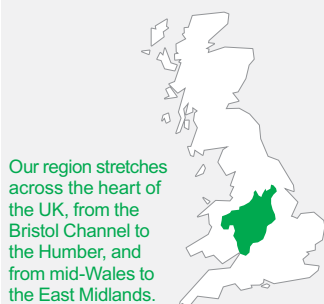 Our region stretches
across the heart of
the UK, from the
Bristol Channel to
the Humber, and
from mid-Wales to
the East Midlands.